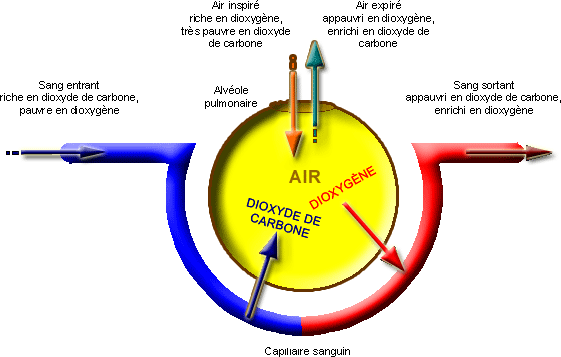 Air inspiré
riche en dioxygène,
très pauvre en dioxyde
de carbone
Air expiré
appauvri en dioxygène,
enrichi en dioxyde de
carbone
Sang entrant
riche en dioxyde de carbone,
pauvre en dioxygène
Alvéole
pulmonaire
Sang sortant
appauvri en dioxyde de carbone,
enrichi en dioxygène
AIR
DIOXYGÈNE
DIOXYDE DE
CARBONE
Capillaire sanguin